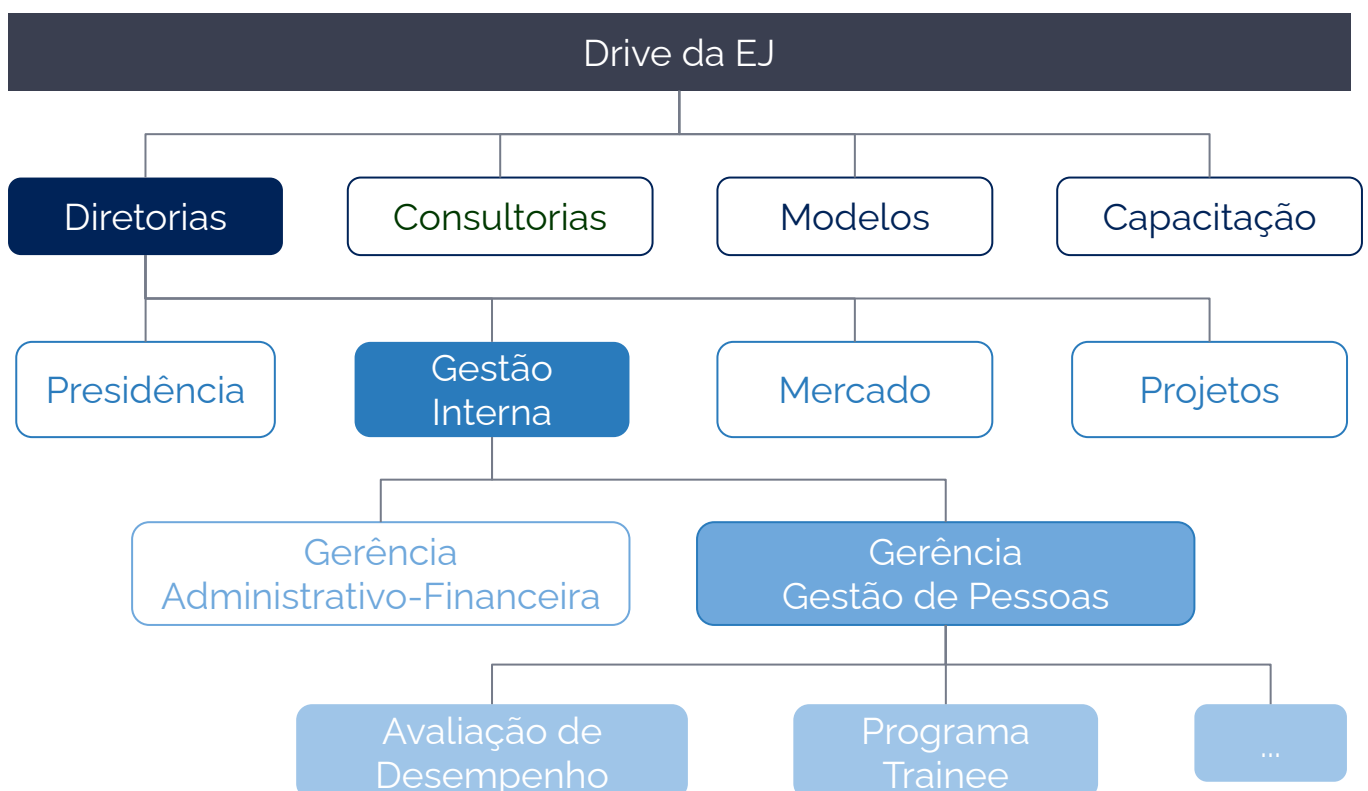 Drive da EJ
Diretorias
Consultorias
Modelos
Capacitação
Presidência
Gestão
Interna
Mercado
Projetos
Gerência
Administrativo-Financeira
Gerência
Gestão de Pessoas
Avaliação de
Desempenho
Programa
Trainee
...